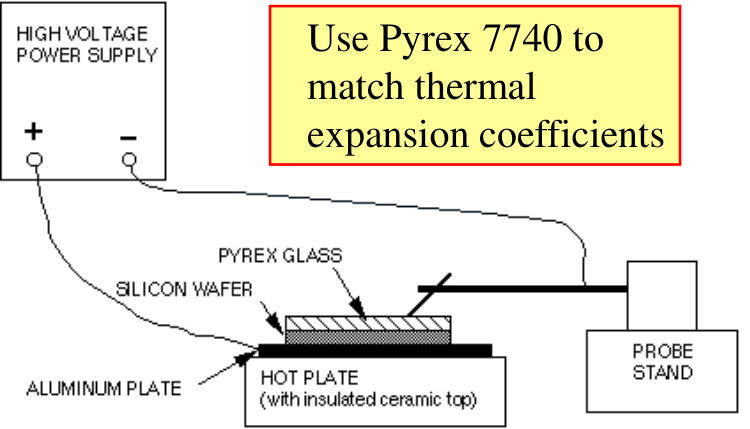 HIGH VOLTAGE
POWER SUPPLY
+ −
Use Pyrex 7740 to
match thermal
expansion coefficients
PYREX GLASS
SILICON WAFER
ALUMINUM PLATE
HOT PLATE
(with insulated ceramic top)
PROBE
STAND